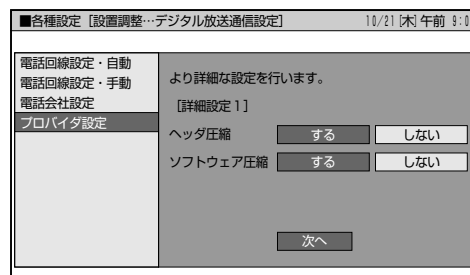 ■各種設定［設置調整…デジタル放送通信設定］ 10/21[木]午前 9:0
電話回線設定・自動
電話回線設定・手動
電話会社設定
プロバイダ設定
より詳細な設定を行います。
［詳細設定１］
ヘッダ圧縮 する しない
ソフトウェア圧縮 する しない
次へ